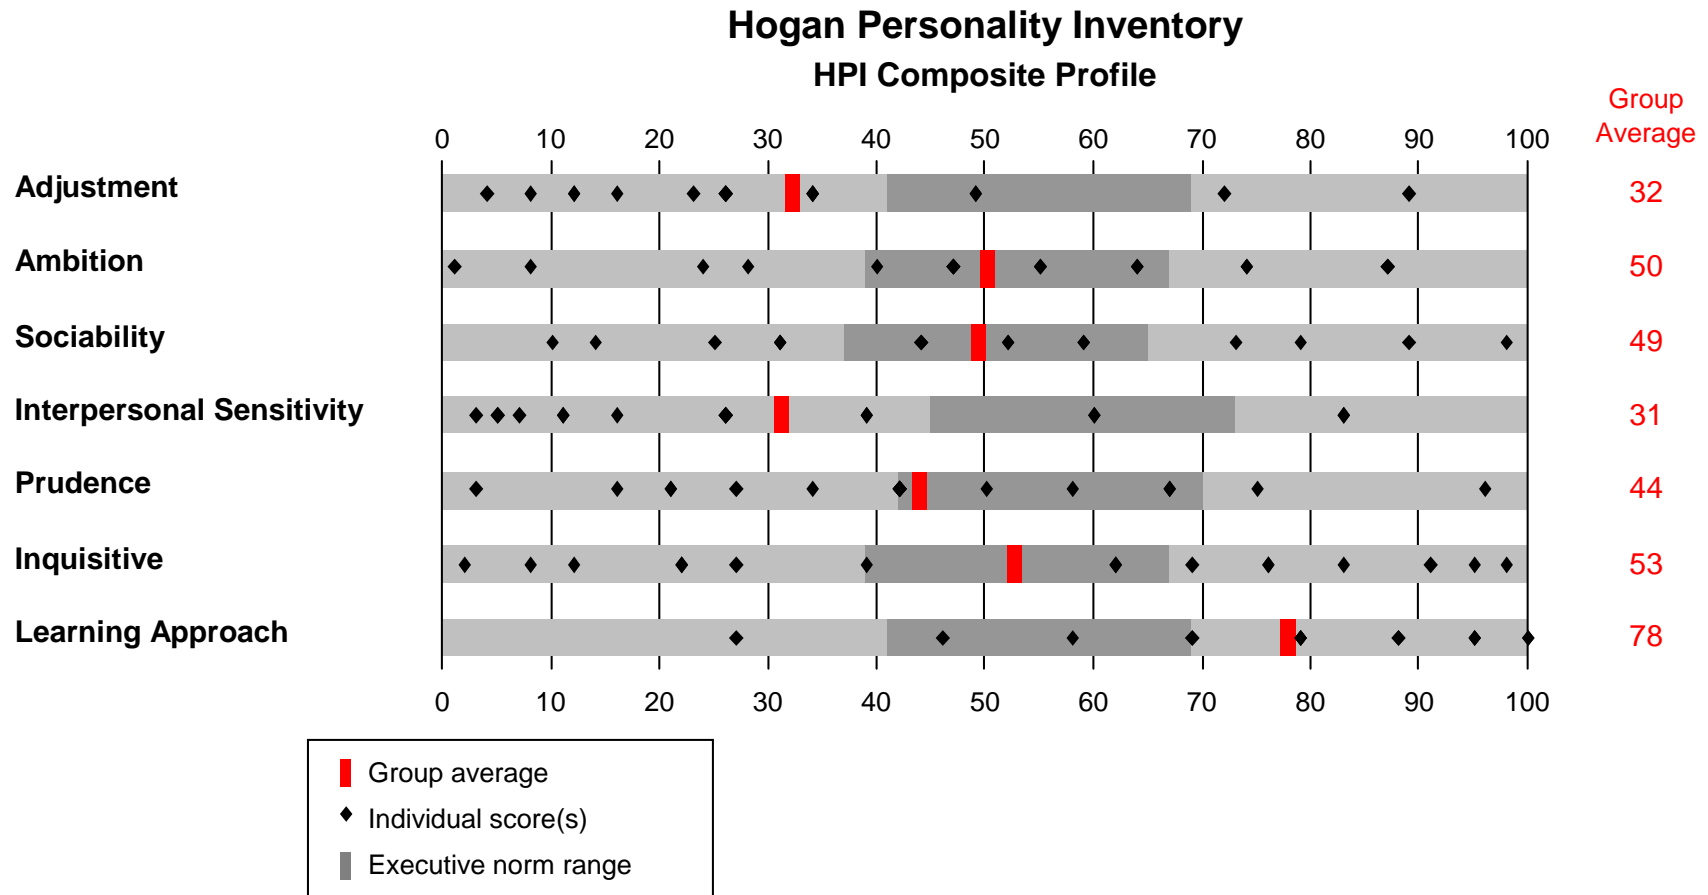 Hogan Personality Inventory
HPI Composite Profile
Group
Average
0 10 20 30 40 50 60 70 80 90 100
Adjustment 32
Ambition 50
Sociability 49
Interpersonal Sensitivity 31
Prudence 44
Inquisitive 53
Learning Approach 78
0 10 20 30 40 50 60 70 80 90 100
Group average
Individual score(s)
Executive norm range